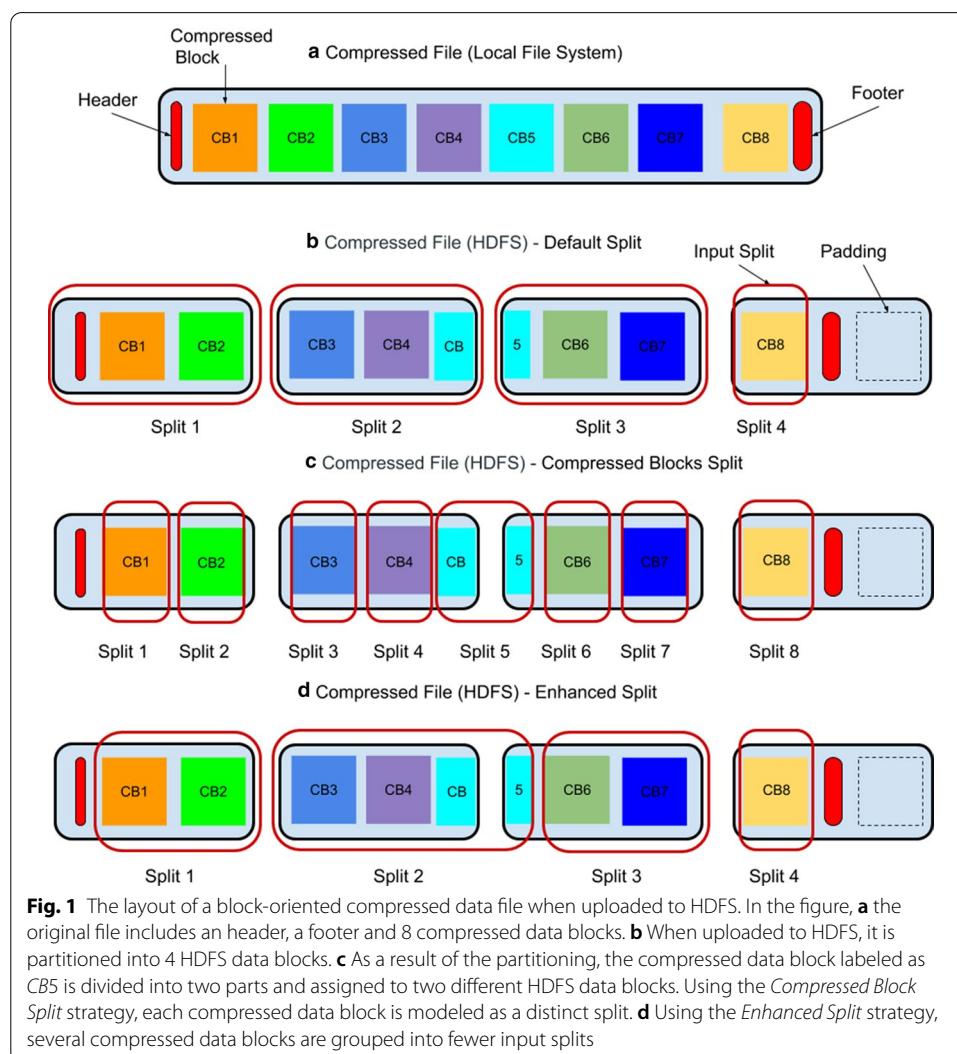 Compressed
Block
a Compressed File (Local File System)
Header
Footer
CB1 CB2 CB3 CB4 CB5 CB6 CB7 CB8
b Compressed File (HDFS) - Default Split
Input Split
Padding
CB1 CB2 CB3 CB4 CB 5 CB6 CB7 CB8
Split 1 Split 2 Split 3 Split 4
c Compressed File (HDFS) - Compressed Blocks Split
CB1 CB2 CB3 CB4 CB 5 CB6 CB7 CB8
Split 1 Split 2 Split 3 Split 4 Split 5 Split 6 Split 7 Split 8
d Compressed File (HDFS) - Enhanced Split
CB1 CB2 CB3 CB4 CB 5 CB6 CB7 CB8
Split 1 Split 2 Split 3 Split 4
Fig. 1 The layout of a block-oriented compressed data file when uploaded to HDFS. In the figure, a the
original file includes an header, a footer and 8 compressed data blocks. b When uploaded to HDFS, it is
partitioned into 4 HDFS data blocks. c As a result of the partitioning, the compressed data block labeled as
CB5 is divided into two parts and assigned to two different HDFS data blocks. Using the Compressed Block
Split strategy, each compressed data block is modeled as a distinct split. d Using the Enhanced Split strategy,
several compressed data blocks are grouped into fewer input splits